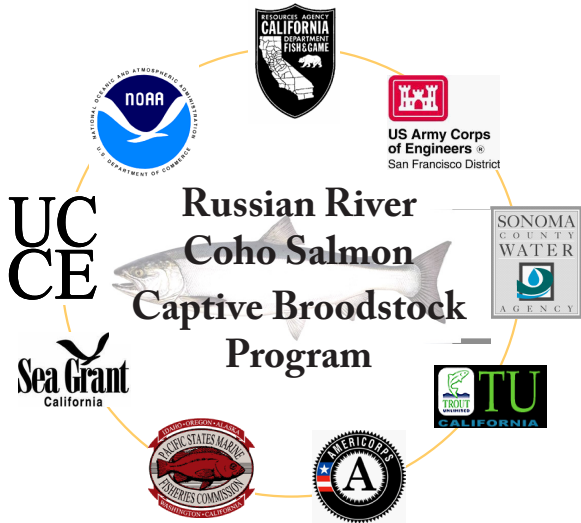 RESOURCES AGENCY
CALIFORNIA
DEPARTMENT
FISH&GAME
NATIONAL OCEANIC AND ATMOSPHERIC ADMINISTRATION
NOAA
U.S. DEPARTMENT OF COMMERCE
US Army Corps
of Engineers ®
San Francisco District
UC
CE
Russian River
Coho Salmon
Captive Broodstock
Program
SONOMA
COUNTY
WATER
AGENCY
Sea Grant
California
TROUT
UNLIMITED
TU
CALIFORNIA
IDAHO • OREGON • ALASKA
PACIFIC STATES MARINE
FISHERIES COMMISSION
WASHINGTON • CALIFORNIA
AMERICORPS
A